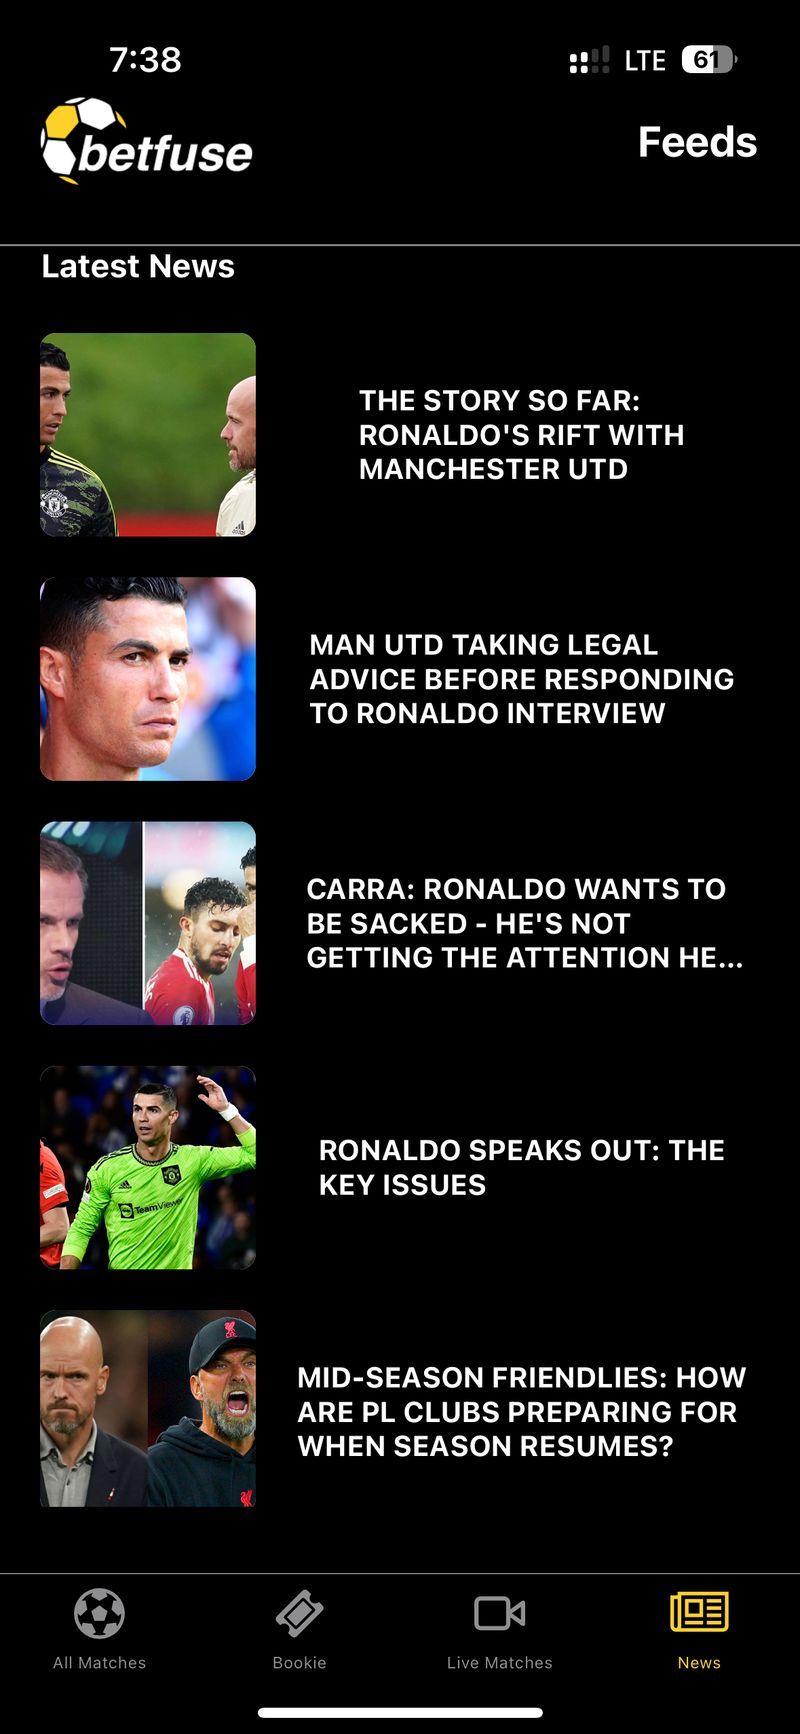 7:38
LTE
61
betfuse
Feeds
Latest News
THE STORY SO FAR:
RONALDO'S RIFT WITH
MANCHESTER UTD
MAN UTD TAKING LEGAL
ADVICE BEFORE RESPONDING
TO RONALDO INTERVIEW
CARRA: RONALDO WANTS TO
BE SACKED - HE'S NOT
GETTING THE ATTENTION HE...
TeamViewer
RONALDO SPEAKS OUT: THE
KEY ISSUES
MID-SEASON FRIENDLIES: HOW
ARE PL CLUBS PREPARING FOR
WHEN SEASON RESUMES?
All Matches
Bookie
Live Matches
News